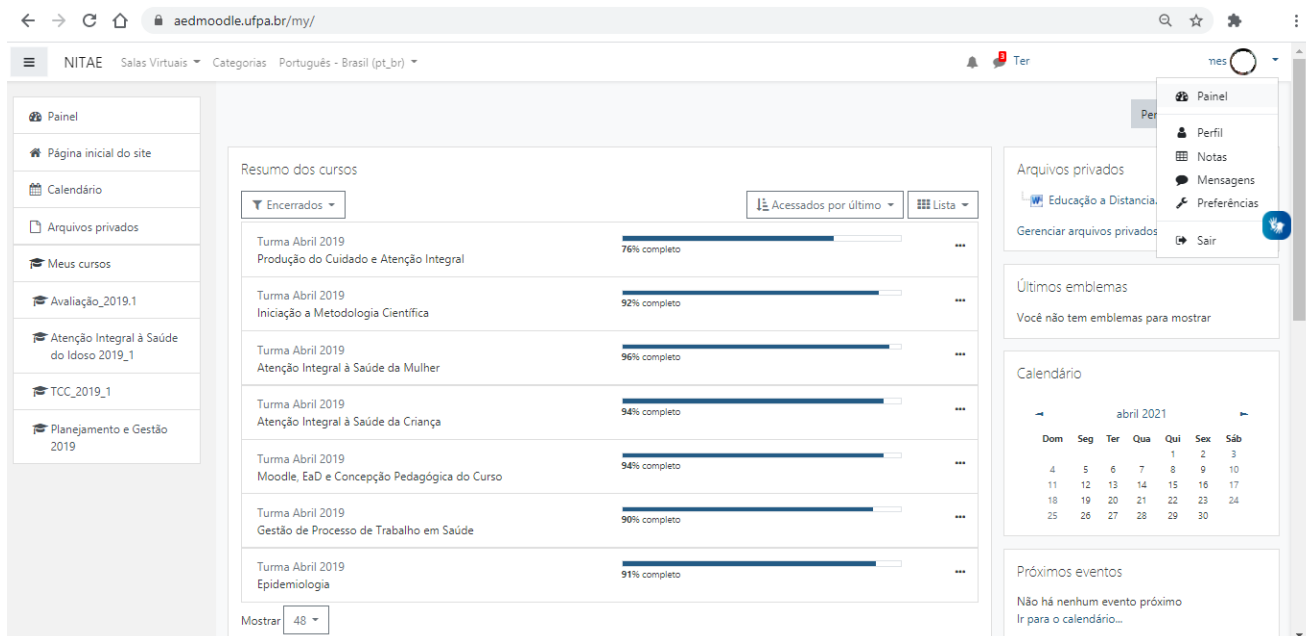 aedmoodle.ufpa.br/my/
NITAE Salas Virtuais Categorias Português - Brasil (pt_br)
3
Ter
mes
Painel
Perfil
Notas
Mensagens
Preferências
Sair
Painel
Página inicial do site
Calendário
Arquivos privados
Meus cursos
Avaliação_2019.1
Atenção Integral à Saúde
do Idoso 2019_1
TCC_2019_1
Planejamento e Gestão
2019
Resumo dos cursos
Encerrados
Acessados por último
Lista
Turma Abril 2019
Produção do Cuidado e Atenção Integral
76% completo
Turma Abril 2019
Iniciação a Metodologia Científica
92% completo
Turma Abril 2019
Atenção Integral à Saúde da Mulher
96% completo
Turma Abril 2019
Atenção Integral à Saúde da Criança
94% completo
Turma Abril 2019
Moodle, EaD e Concepção Pedagógica do Curso
94% completo
Turma Abril 2019
Gestão de Processo de Trabalho em Saúde
90% completo
Turma Abril 2019
Epidemiologia
91% completo
Mostrar 48
Per
Arquivos privados
Educação a Distancia.
Gerenciar arquivos privados
Últimos emblemas
Você não tem emblemas para mostrar
Calendário
abril 2021
Dom Seg Ter Qua Qui Sex Sáb
1 2 3
4 5 6 7 8 9 10
11 12 13 14 15 16 17
18 19 20 21 22 23 24
25 26 27 28 29 30
Próximos eventos
Não há nenhum evento próximo
Ir para o calendário...